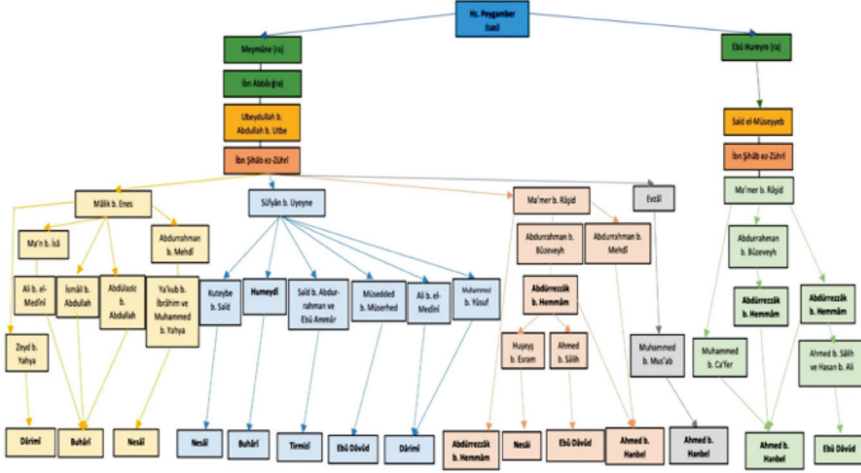 Hz. Peygamber
(sas)
Meymûne (ra)
Ebû Hureyre (ra)
İbn Abbâs(ra)
Ubeydullah b.
Abdullah b. Utbe
Saîd el-Müseyyeb
İbn Şihâb ez-Zührî
İbn Şihâb ez-Zührî
Mâlik b. Enes
Süfyân b. Uyeyne
Ma'mer b. Râşid
Evzâî
Ma'mer b. Râşid
Ma'n b. İsâ
Abdurrahman
b. Mehdî
Abdurrahman b.
Bûzeveyh
Abdurrahman b.
Mehdî
Abdurrahman
b. Bûzeveyh
Ali b. el-
Medînî
İsmâil b.
Abdullah
Abdülaziz
b.
Abdullah
Ya'kub b.
İbrahim ve
Muhammed
b. Yahya
Kuteybe
b. Saîd
Humeydî
Saîd b. Abdur-
rahman ve
Ebû Ammâr
Müsedded
b. Müserhed
Ali b. el-
Medînî
Muhammed
b. Yûsuf
Abdürrezzâk
b. Hemmâm
Abdürrezzâk
b. Hemmâm
Abdürrezzâk
b. Hemmâm
Zeyd b.
Yahya
Huşeyş
b. Esram
Ahmed
b. Sâlih
Muhammed
b. Mus'ab
Muhammed
b. Ca'fer
Ahmed b. Sâlih
ve Hasan b. Ali
Dârimî
Buhârî
Nesâî
Nesâî
Buhârî
Tirmizî
Ebû Dâvûd
Dârimî
Abdürrezzâk
b. Hemmâm
Nesâî
Ebû Dâvûd
Ahmed b.
Hanbel
Ahmed b.
Hanbel
Ahmed b.
Hanbel
Ebû Dâvûd